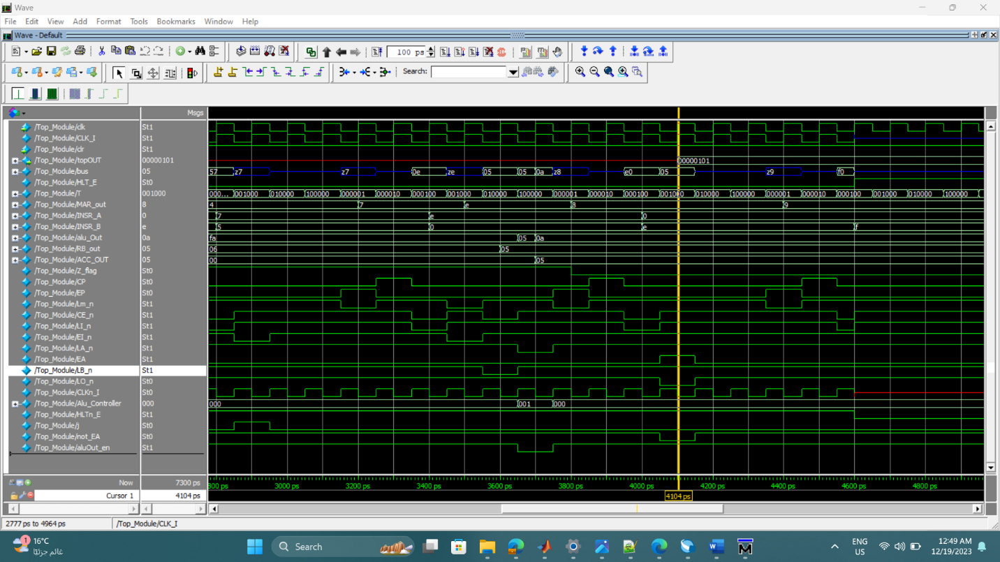 Wave
File Edit View Add Format Tools Bookmarks Window Help
Wave - Default
100 ps
Search:
Msgs
/Top_Module/clk St1
/Top_Module/CLK_I St1
/Top_Module/clr St1
/Top_Module/topOUT 00000101 00000101
/Top_Module/bus 05 57 z7 z7 0e ze 05 05 0a z8 e0 05 z9 f0
/Top_Module/HLT_E St0
/Top_Module/T 001000 000... 001000 010000 100000 000001 000010 000100 001000 010000 100000 000001 000010 000100 001000 010000 100000 000001 000010 000100 001000 010000 100000
/Top_Module/MAR_out 8 4 7 e 8 9
/Top_Module/INSR_A 0 7 e 0
/Top_Module/INSR_B e 5 0 e f
/Top_Module/alu_Out 0a fa 05 0a
/Top_Module/RB_out 05 06 05
/Top_Module/ACC_OUT 05 00 05
/Top_Module/Z_flag St0
/Top_Module/CP St0
/Top_Module/EP St0
/Top_Module/Lm_n St1
/Top_Module/CE_n St1
/Top_Module/LI_n St1
/Top_Module/EI_n St1
/Top_Module/LA_n St1
/Top_Module/EA St1
/Top_Module/LB_n St1
/Top_Module/LO_n St0
/Top_Module/CLKn_I St0
/Top_Module/Alu_Controller 000 000 001 000
/Top_Module/HLTn_E St1
/Top_Module/j St0
/Top_Module/not_EA St0
/Top_Module/aluOut_en St1
Now 7300 ps 800 ps 3000 ps 3200 ps 3400 ps 3600 ps 3800 ps 4000 ps 4200 ps 4400 ps 4600 ps 4800 ps
Cursor 1 4104 ps 4104 ps
2777 ps to 4964 ps /Top_Module/CLK_I
1
16°C
غائم جزئيًا
Search
ENG
US
12:49 AM
12/19/2023